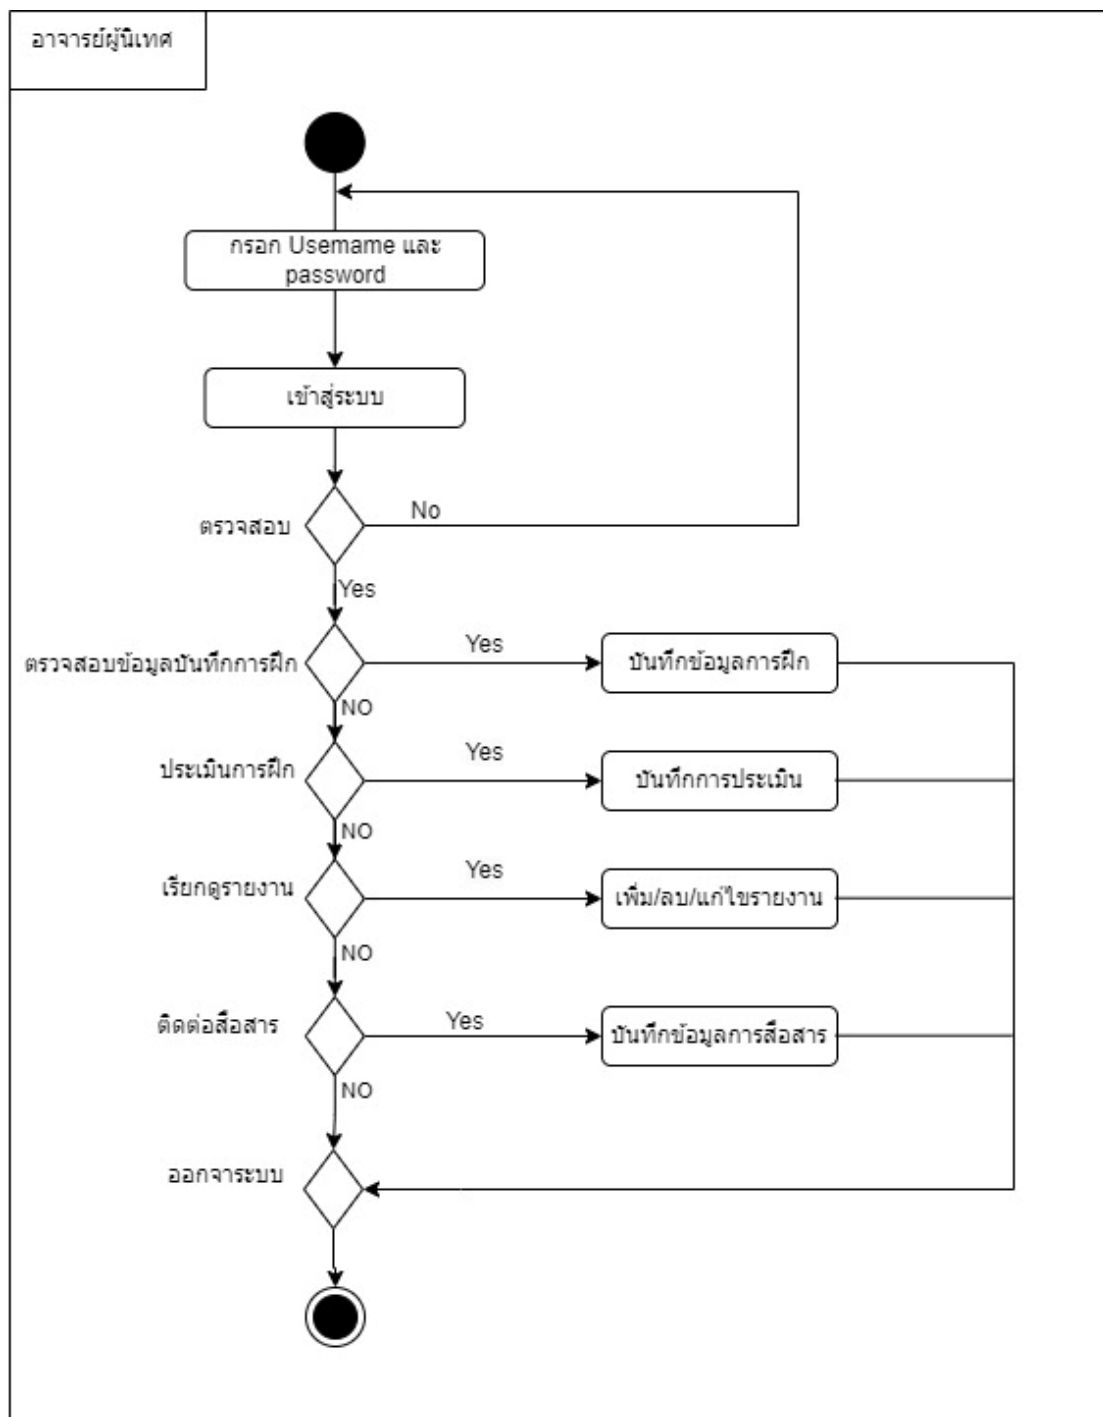 อาจารย์ผู้นิเทศ
กรอก Username และ
password
เข้าสู่ระบบ
ตรวจสอบ
No
Yes
ตรวจสอบข้อมูลบันทึกการฝึก
Yes
บันทึกข้อมูลการฝึก
NO
ประเมินการฝึก
Yes
บันทึกการประเมิน
NO
เรียกดูรายงาน
Yes
เพิ่ม/ลบ/แก้ไขรายงาน
NO
ติดต่อสื่อสาร
Yes
บันทึกข้อมูลการสื่อสาร
NO
ออกจาระบบ